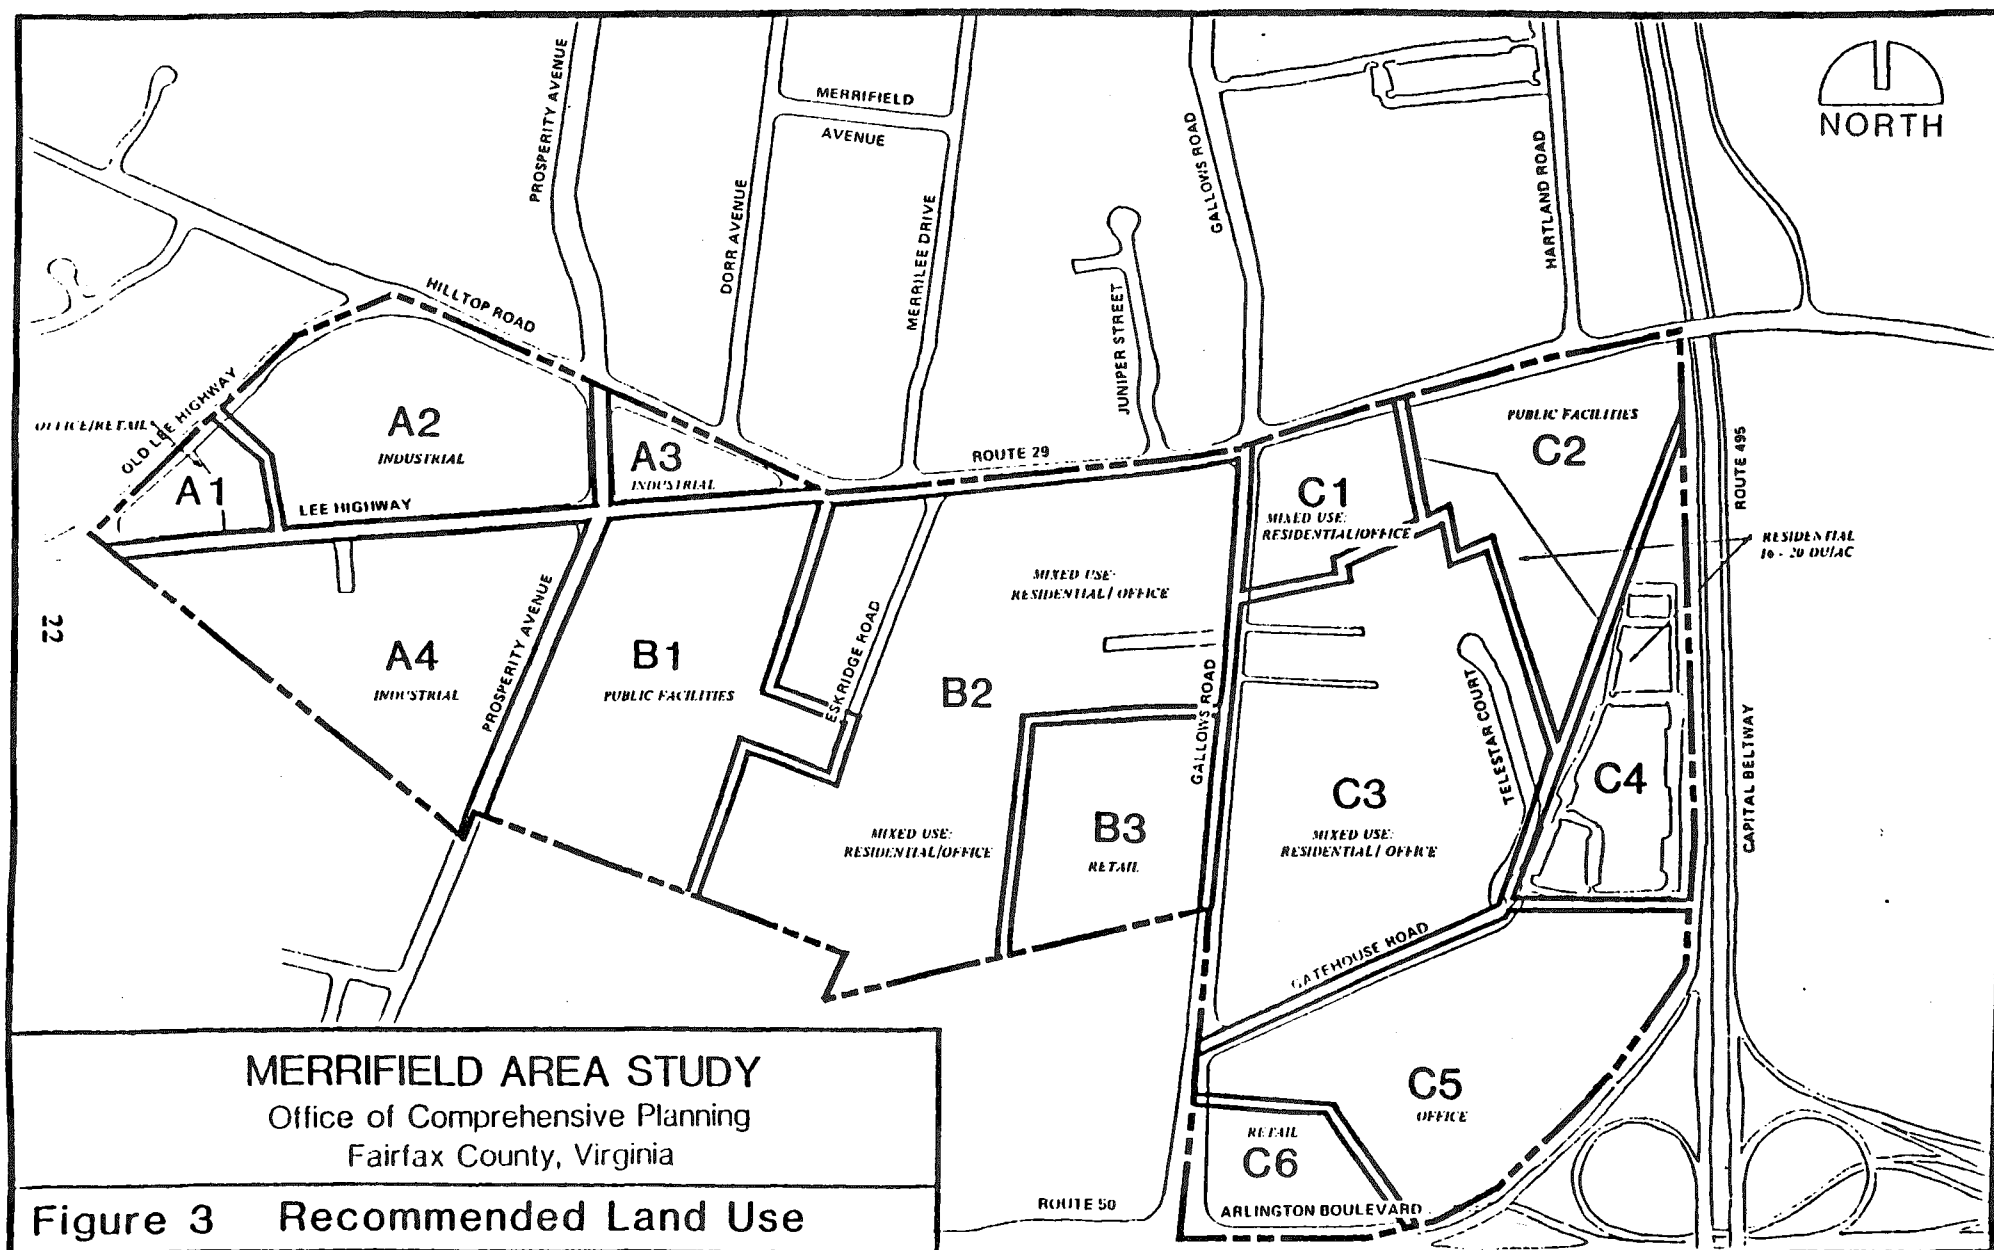 PROSPERITY AVENUE
MERRIFIELD
AVENUE
DORR AVENUE
MERRILEE DRIVE
GALLOWS ROAD
HARTLAND ROAD
NORTH
HILLTOP ROAD
JUNIPER STREET
OLD LEE HIGHWAY
OFFICE/RETAIL
A1
A2
INDUSTRIAL
A3
INDUSTRIAL
LEE HIGHWAY
ROUTE 29
C1
MIXED USE:
RESIDENTIAL/OFFICE
PUBLIC FACILITIES
C2
ROUTE 495
RESIDENTIAL
16 - 20 DU/AC
22
A4
INDUSTRIAL
PROSPERITY AVENUE
B1
PUBLIC FACILITIES
ESKRIDGE ROAD
MIXED USE:
RESIDENTIAL / OFFICE
B2
MIXED USE:
RESIDENTIAL/OFFICE
B3
RETAIL
GALLOWS ROAD
TELESTAR COURT
C3
MIXED USE:
RESIDENTIAL / OFFICE
C4
CAPITAL BELTWAY
GATEHOUSE ROAD
C5
OFFICE
RETAIL
C6
ROUTE 50
ARLINGTON BOULEVARD
MERRIFIELD AREA STUDY
Office of Comprehensive Planning
Fairfax County, Virginia
Figure 3 Recommended Land Use